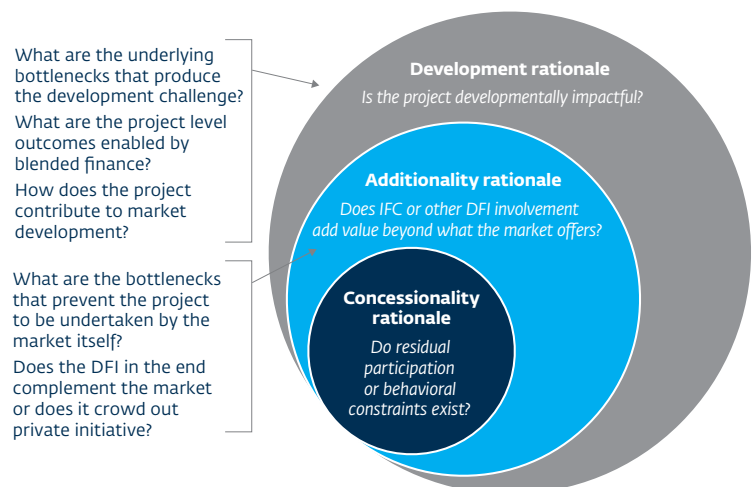 What are the underlying
bottlenecks that produce
the development challenge?
What are the project level
outcomes enabled by
blended finance?
How does the project
contribute to market
development?
What are the bottlenecks
that prevent the project
to be undertaken by the
market itself?
Does the DFI in the end
complement the market
or does it crowd out
private initiative?
Development rationale
Is the project developmentally impactful?
Additionality rationale
Does IFC or other DFI involvement
add value beyond what the market offers?
Concessionality
rationale
Do residual
participation
or behavioral
constraints exist?